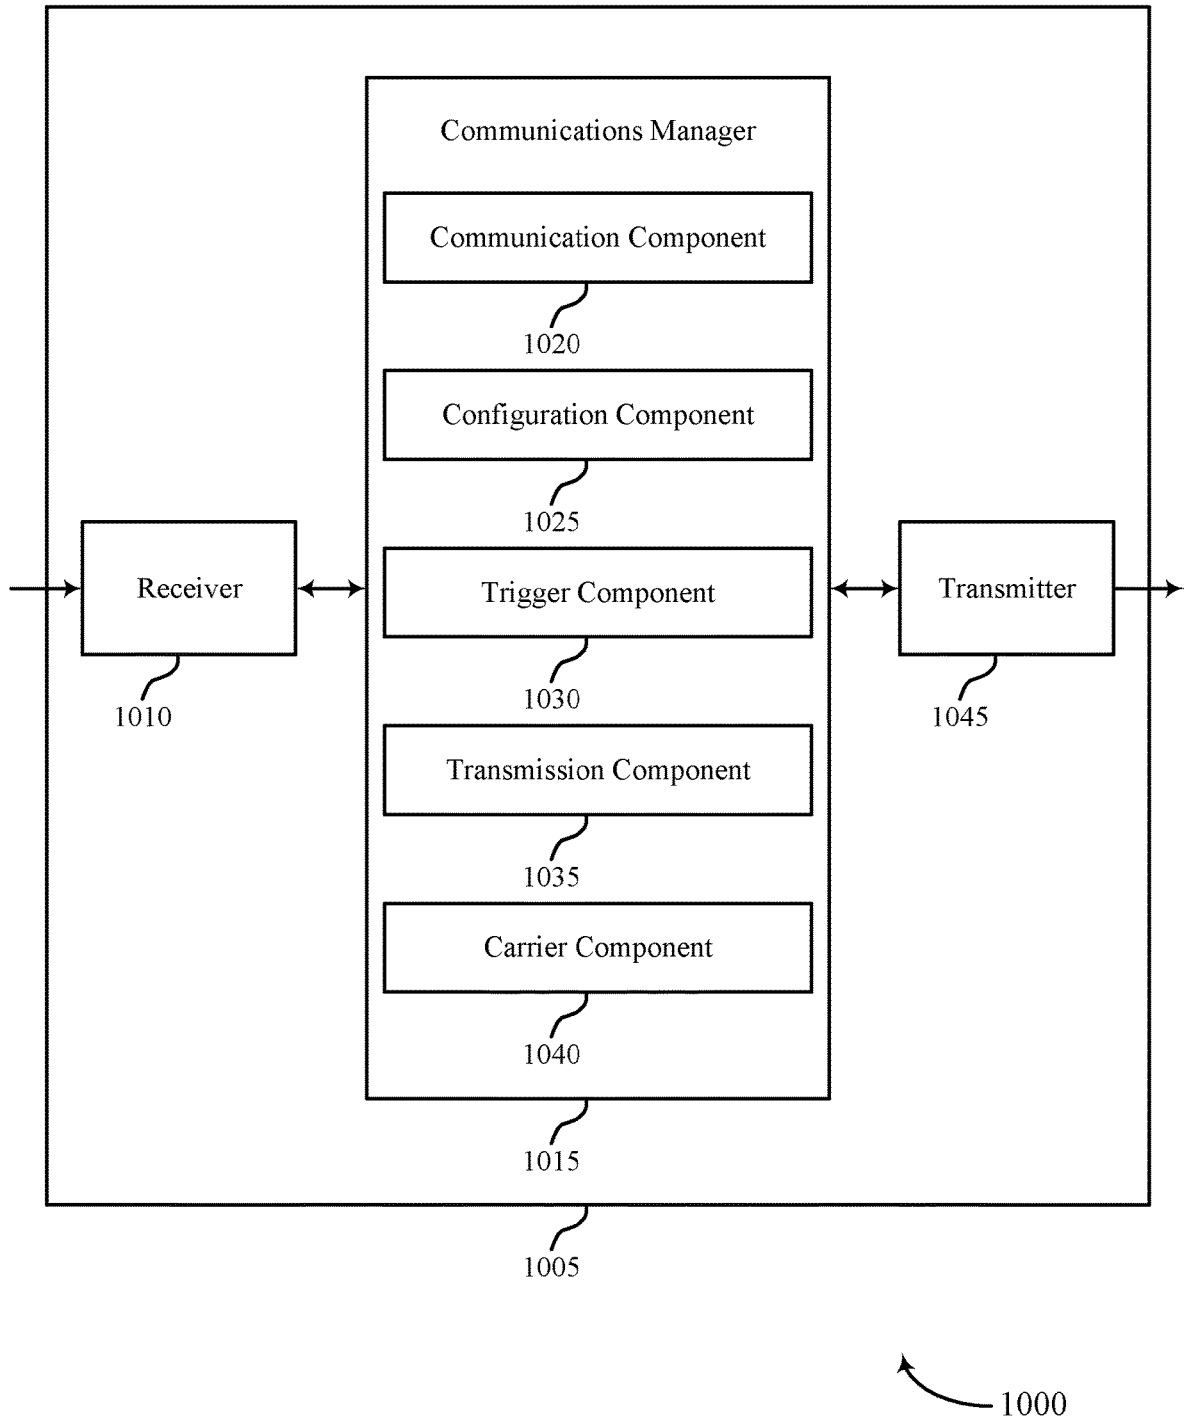 Communications Manager
Communication Component
1020
Configuration Component
1025
Receiver
1010
Trigger Component
1030
Transmitter
1045
Transmission Component
1035
Carrier Component
1040
1015
1005
1000